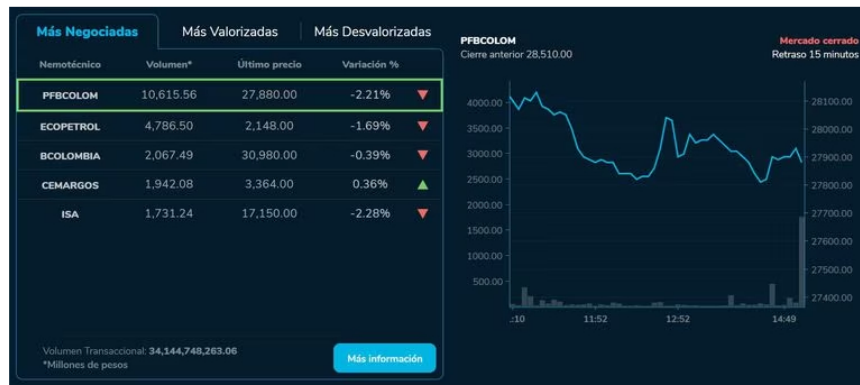 Más Negociadas Más Valorizadas Más Desvalorizadas
Nemotécnico Volumen* Último precio Variación %
PFBCOLOM 10,615.56 27,880.00 -2.21%
ECOPETROL 4,786.50 2,148.00 -1.69%
BCOLOMBIA 2,067.49 30,980.00 -0.39%
CEMARGOS 1,942.08 3,364.00 0.36%
ISA 1,731.24 17,150.00 -2.28%
Volumen Transaccional: 34,144,748,263.06
*Millones de pesos
Más información
PFBCOLOM Mercado cerrado
Cierre anterior 28,510.00 Retraso 15 minutos
4000.00 28100.00
3500.00 28000.00
3000.00 27900.00
2500.00 27800.00
2000.00 27700.00
1500.00 27600.00
1000.00 27500.00
500.00 27400.00
:10 11:52 12:52 14:49